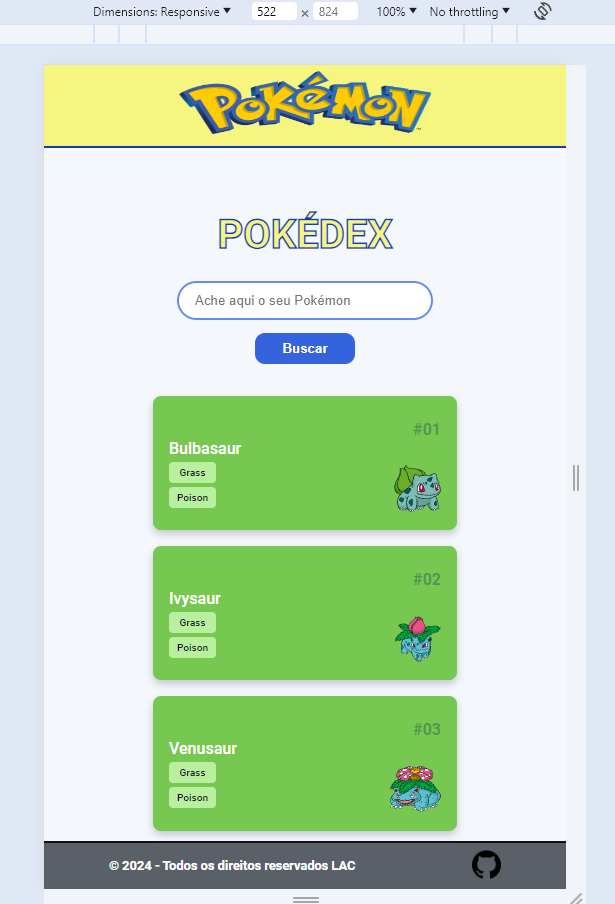 Dimensions: Responsive 522 × 824 100% No throttling
POKÉMON
™
POKÉDEX
Ache aqui o seu Pokémon
Buscar
#01
Bulbasaur
Grass
Poison
#02
Ivysaur
Grass
Poison
#03
Venusaur
Grass
Poison
© 2024 - Todos os direitos reservados LAC